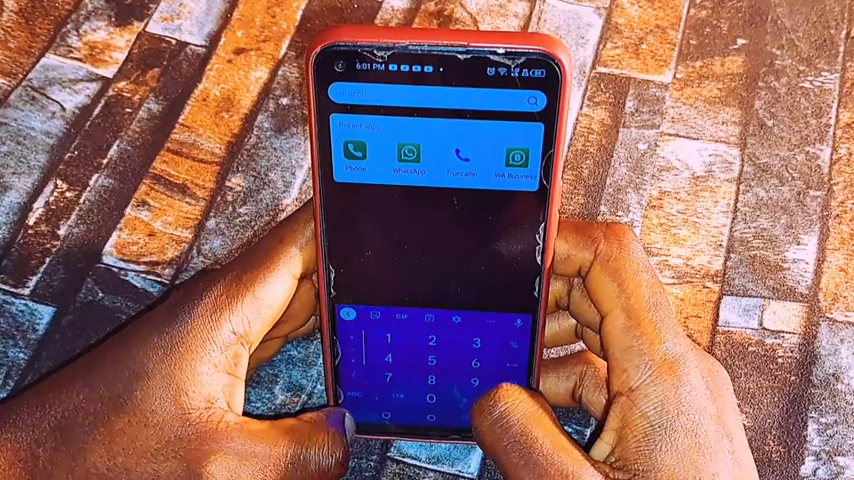 6:01 PM
search
Recent apps
Phone WhatsApp Truecaller WA Business
GIF
1 2 3 %
4 5 6
7 8 9
ABC , 0